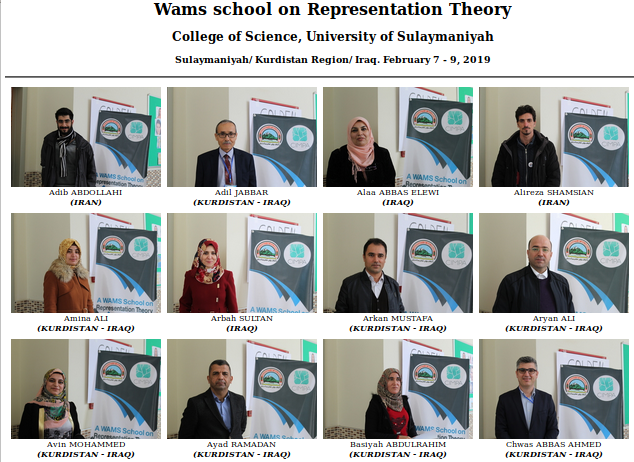 Wams school on Representation Theory
College of Science, University of Sulaymaniyah
Sulaymaniyah/ Kurdistan Region/ Iraq. February 7 - 9, 2019
Adib ABDOLLAHI
(IRAN)
Adil JABBAR
(KURDISTAN - IRAQ)
Alaa ABBAS ELEWI
(IRAQ)
Alireza SHAMSIAN
(IRAN)
Amina ALI
(KURDISTAN - IRAQ)
Arbah SULTAN
(IRAQ)
Arkan MUSTAFA
(KURDISTAN - IRAQ)
Aryan ALI
(KURDISTAN - IRAQ)
Avin MOHAMMED
(KURDISTAN - IRAQ)
Ayad RAMADAN
(KURDISTAN - IRAQ)
Basiyah ABDULRAHIM
(KURDISTAN - IRAQ)
Chwas ABBAS AHMED
(KURDISTAN - IRAQ)